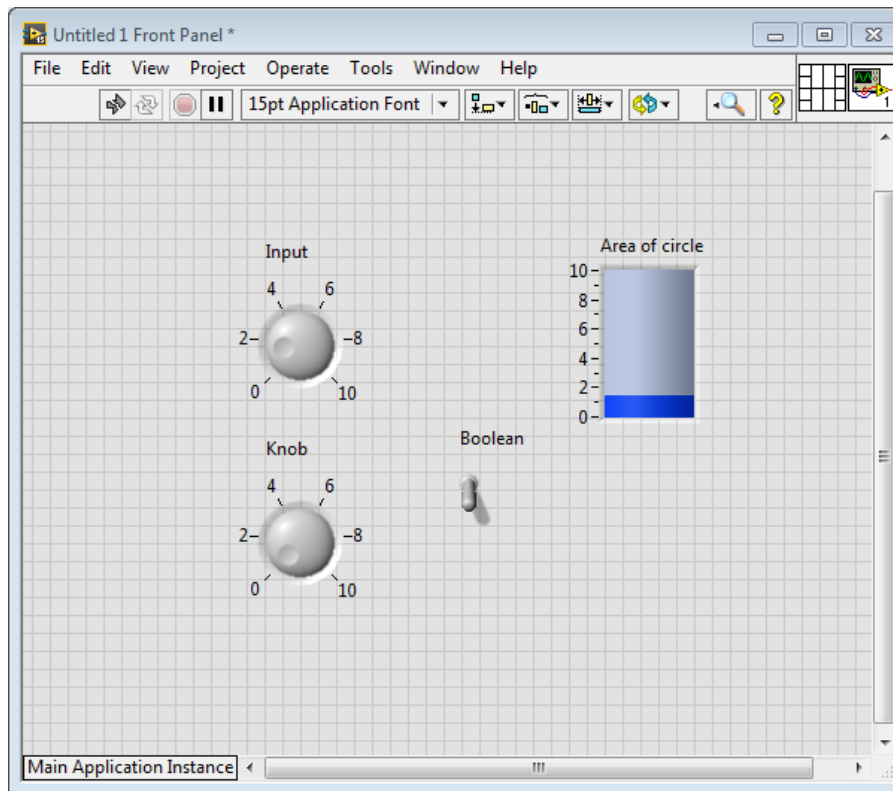 Untitled 1 Front Panel *
File Edit View Project Operate Tools Window Help
15pt Application Font
?
1
Input
4 6
2 8
0 10
Area of circle
10
8
6
4
2
0
Boolean
Knob
4 6
2 8
0 10
Main Application Instance